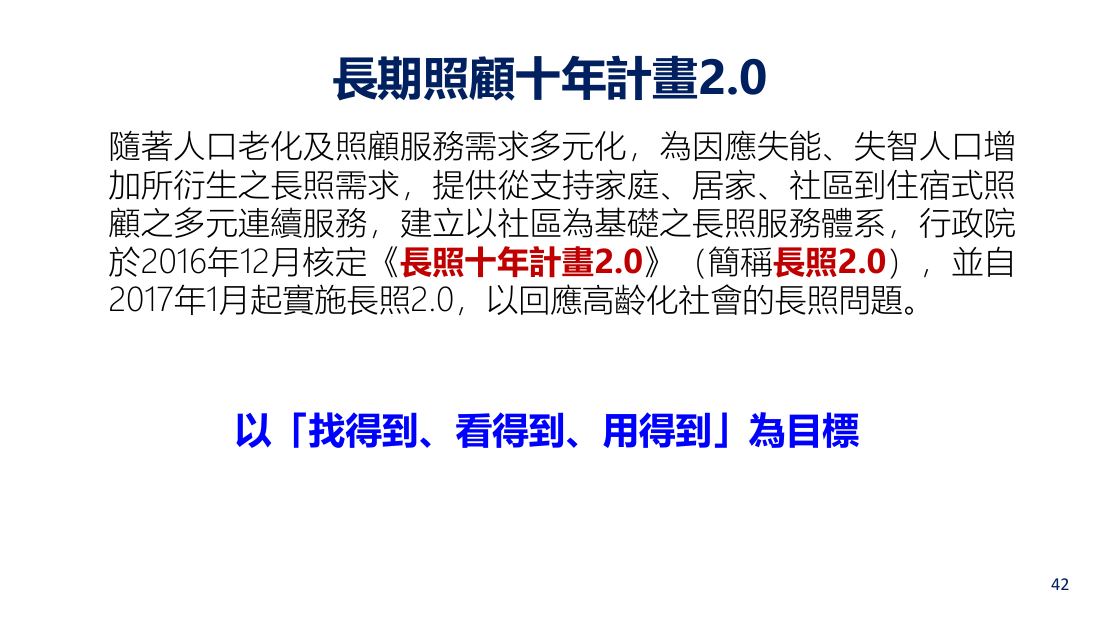 長期照顧十年計畫2.0
隨著人口老化及照顧服務需求多元化，為因應失能、失智人口增
加所衍生之長照需求，提供從支持家庭、居家、社區到住宿式照
顧之多元連續服務，建立以社區為基礎之長照服務體系，行政院
於2016年12月核定《長照十年計畫2.0》（簡稱長照2.0），並自
2017年1月起實施長照2.0，以回應高齡化社會的長照問題。
以「找得到、看得到、用得到」為目標
42